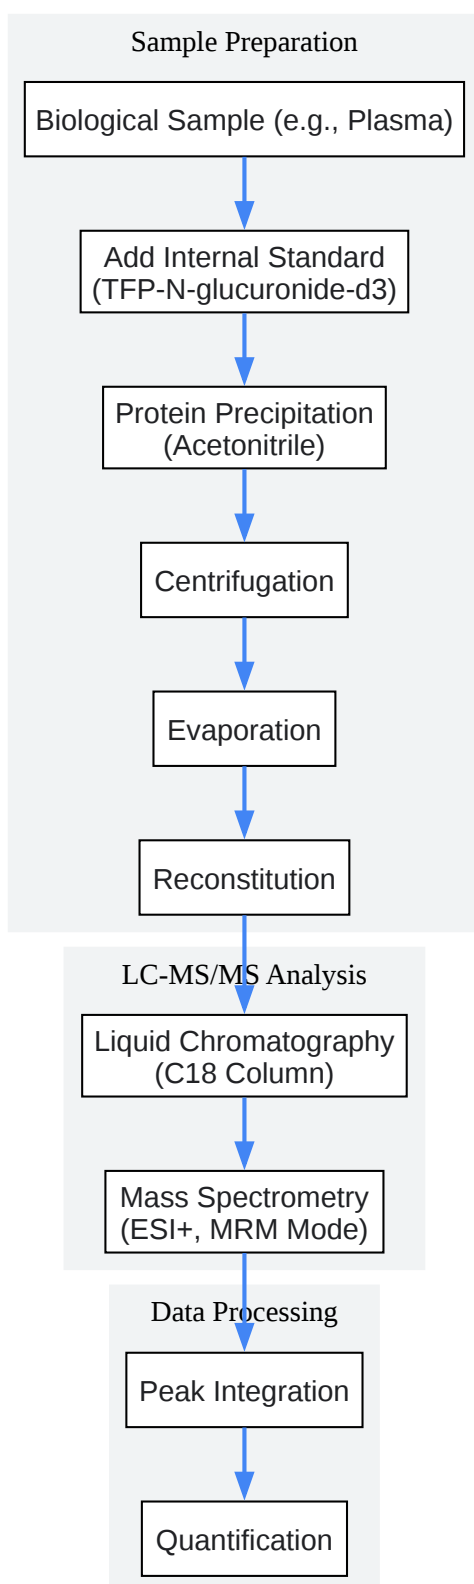 Sample Preparation
Biological Sample (e.g., Plasma)
Add Internal Standard
(TFP-N-glucuronide-d3)
Protein Precipitation
(Acetonitrile)
Centrifugation
Evaporation
Reconstitution
LC-MS/MS Analysis
Liquid Chromatography
(C18 Column)
Mass Spectrometry
(ESI+, MRM Mode)
Data Processing
Peak Integration
Quantification